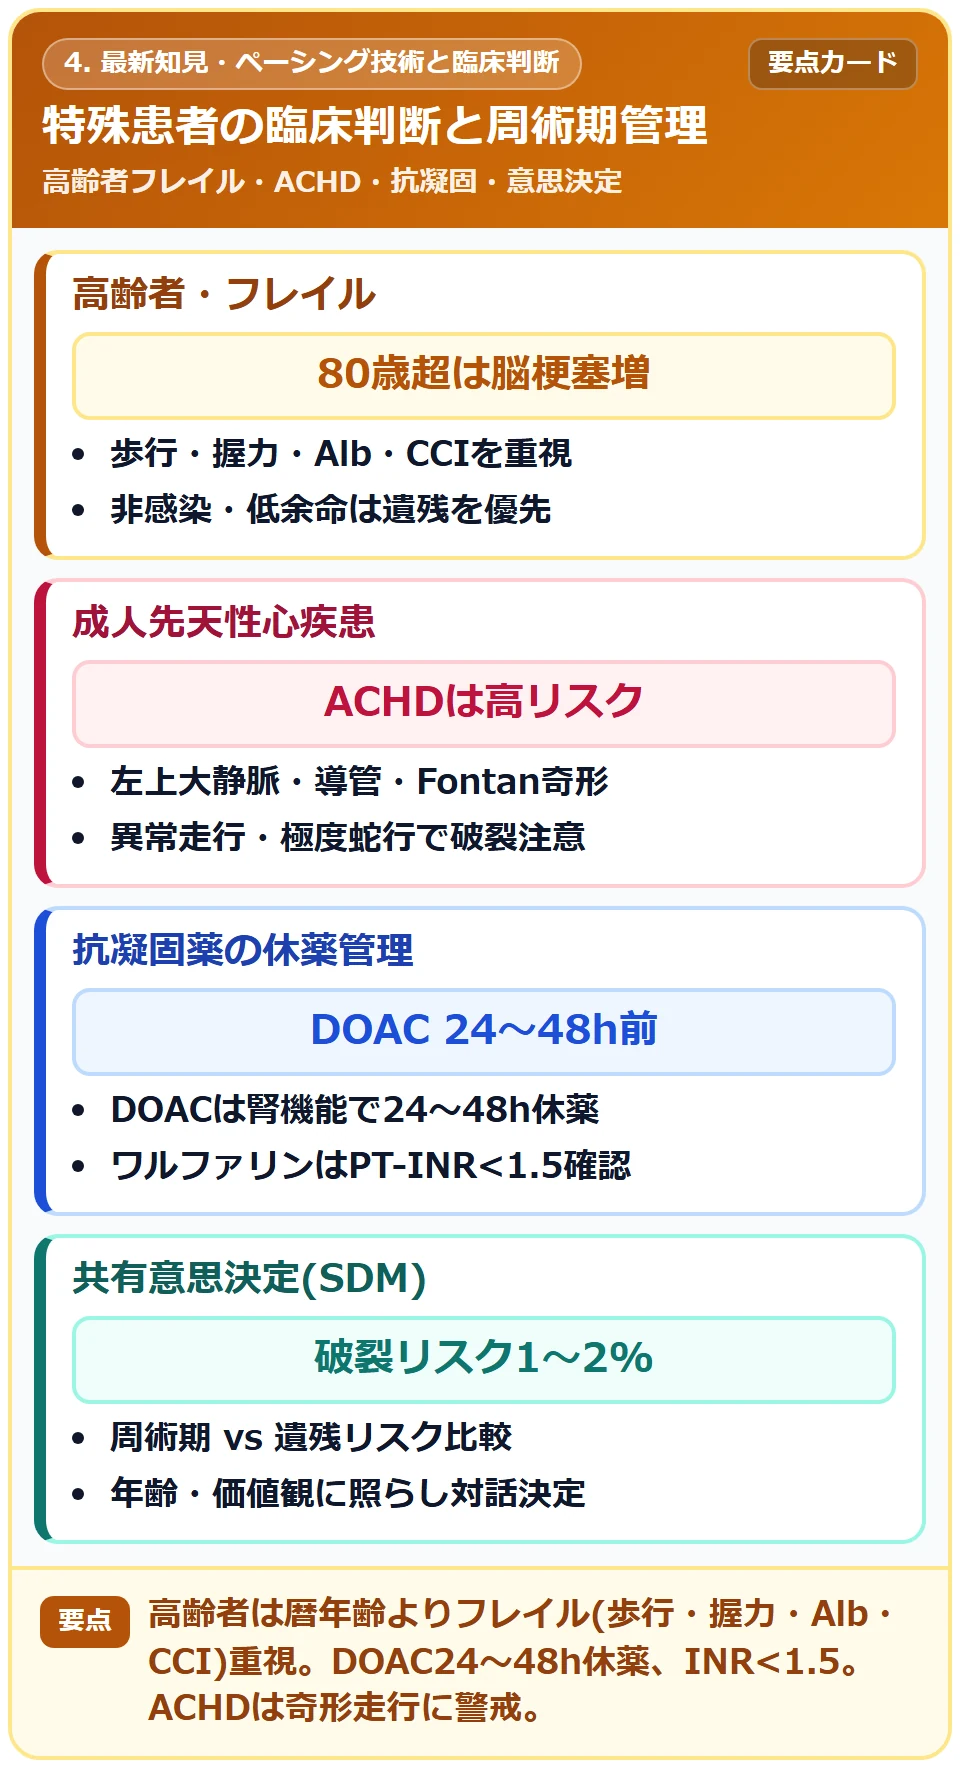 4. 最新知見・ペーシング技術と臨床判断
要点カード
特殊患者の臨床判断と周術期管理
高齢者フレイル・ACHD・抗凝固・意思決定
高齢者・フレイル
80歳超は脳梗塞増
• 歩行・握力・Alb・CCIを重視
• 非感染・低余命は遺残を優先
成人先天性心疾患
ACHDは高リスク
• 左上大静脈・導管・Fontan奇形
• 異常走行・極度蛇行で破裂注意
抗凝固薬の休薬管理
DOAC 24〜48h前
• DOACは腎機能で24〜48h休薬
• ワルファリンはPT-INR<1.5確認
共有意思決定(SDM)
破裂リスク1〜2%
• 周術期 vs 遺残リスク比較
• 年齢・価値観に照らし対話決定
要点
高齢者は暦年齢よりフレイル(歩行・握力・Alb・
CCI)重視。DOAC24〜48h休薬、INR<1.5。
ACHDは奇形走行に警戒。